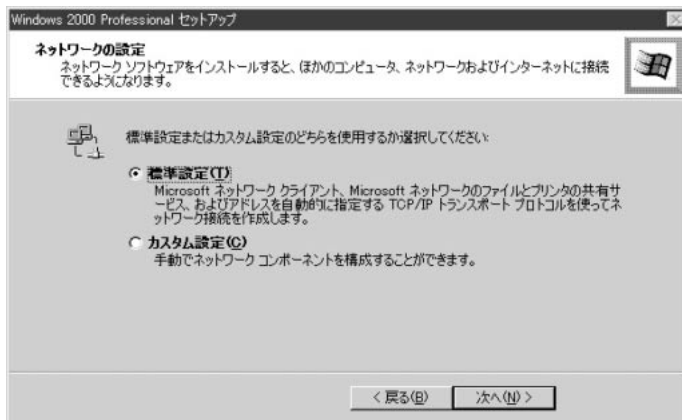 Windows 2000 Professional セットアップ
ネットワークの設定
ネットワーク ソフトウェアをインストールすると、ほかのコンピュータ、ネットワークおよびインターネットに接続
できるようになります。
標準設定またはカスタム設定のどちらを使用するか選択してください:
標準設定(T)
Microsoft ネットワーク クライアント、Microsoft ネットワークのファイルとプリンタの共有サ
ービス、およびアドレスを自動的に指定する TCP/IP トランスポート プロトコルを使ってネ
ットワーク接続を作成します。
カスタム設定(C)
手動でネットワーク コンポーネントを構成することができます。
< 戻る(B)
次へ(N) >